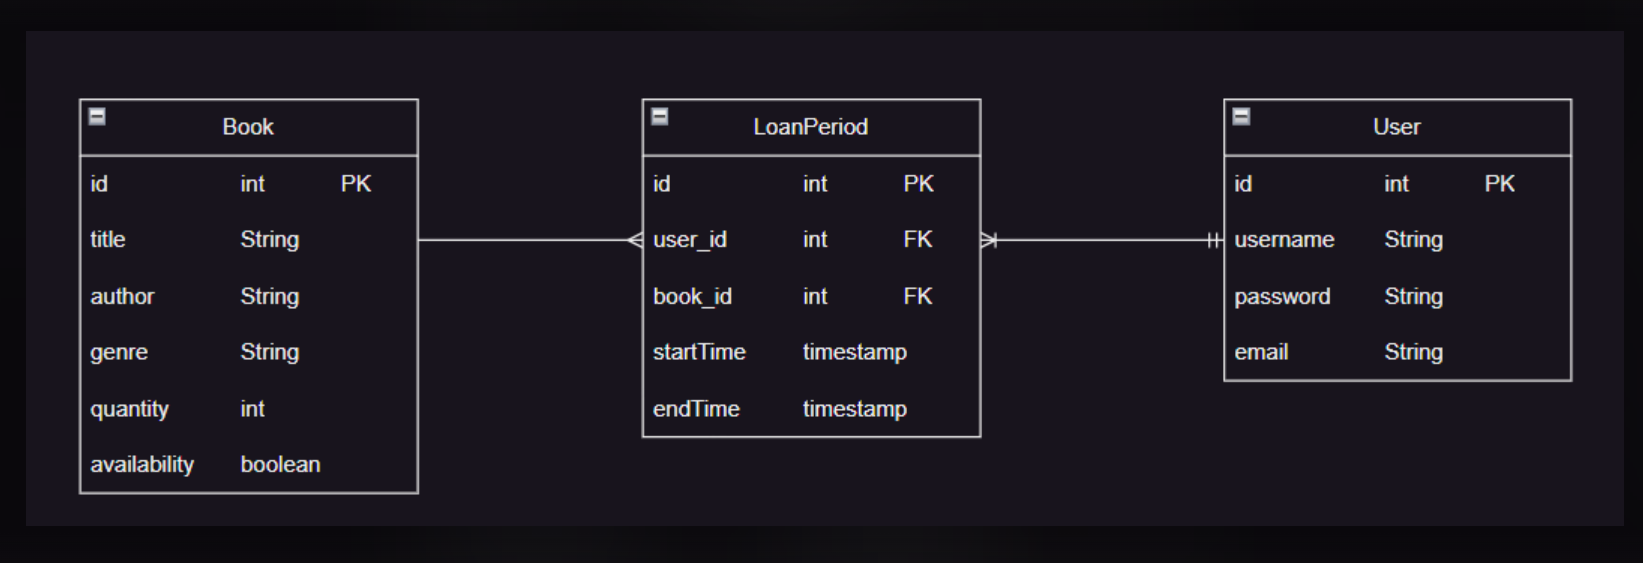 Book
id int PK
title String
author String
genre String
quantity int
availability boolean
LoanPeriod
id int PK
user_id int FK
book_id int FK
startTime timestamp
endTime timestamp
User
id int PK
username String
password String
email String